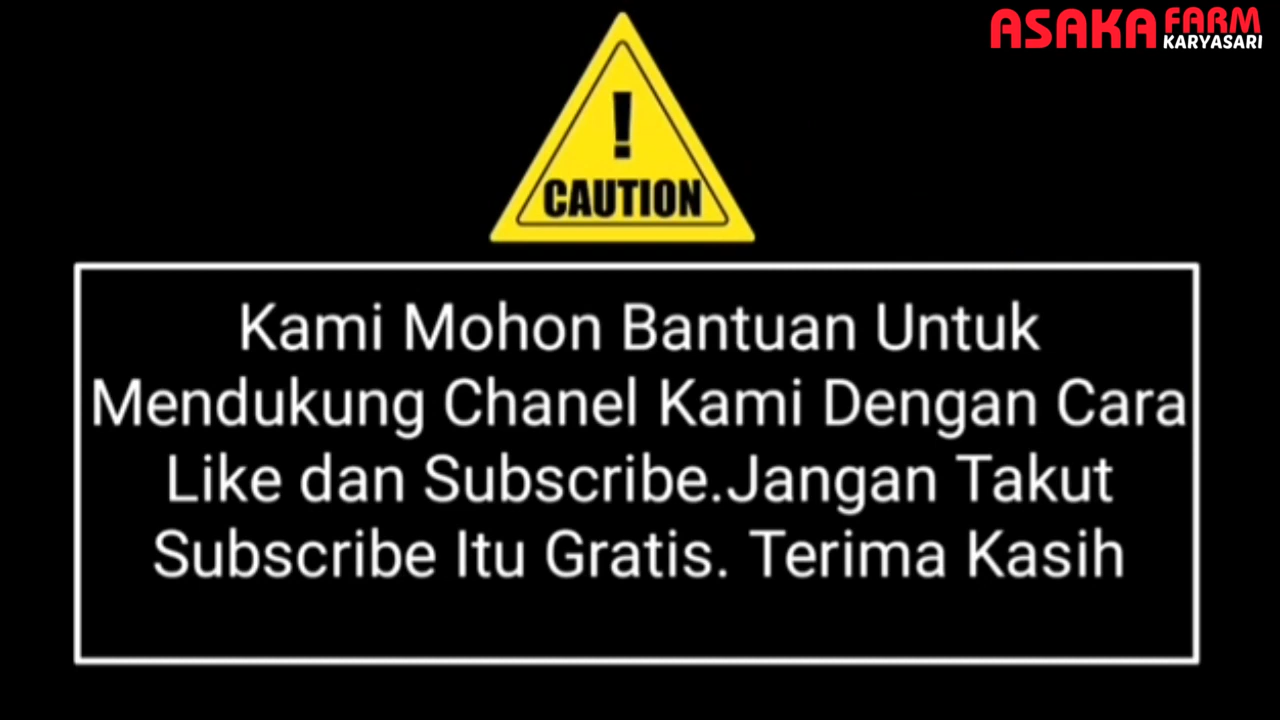 ASAKA FARM
KARYASARI
!
CAUTION
Kami Mohon Bantuan Untuk
Mendukung Chanel Kami Dengan Cara
Like dan Subscribe.Jangan Takut
Subscribe Itu Gratis. Terima Kasih